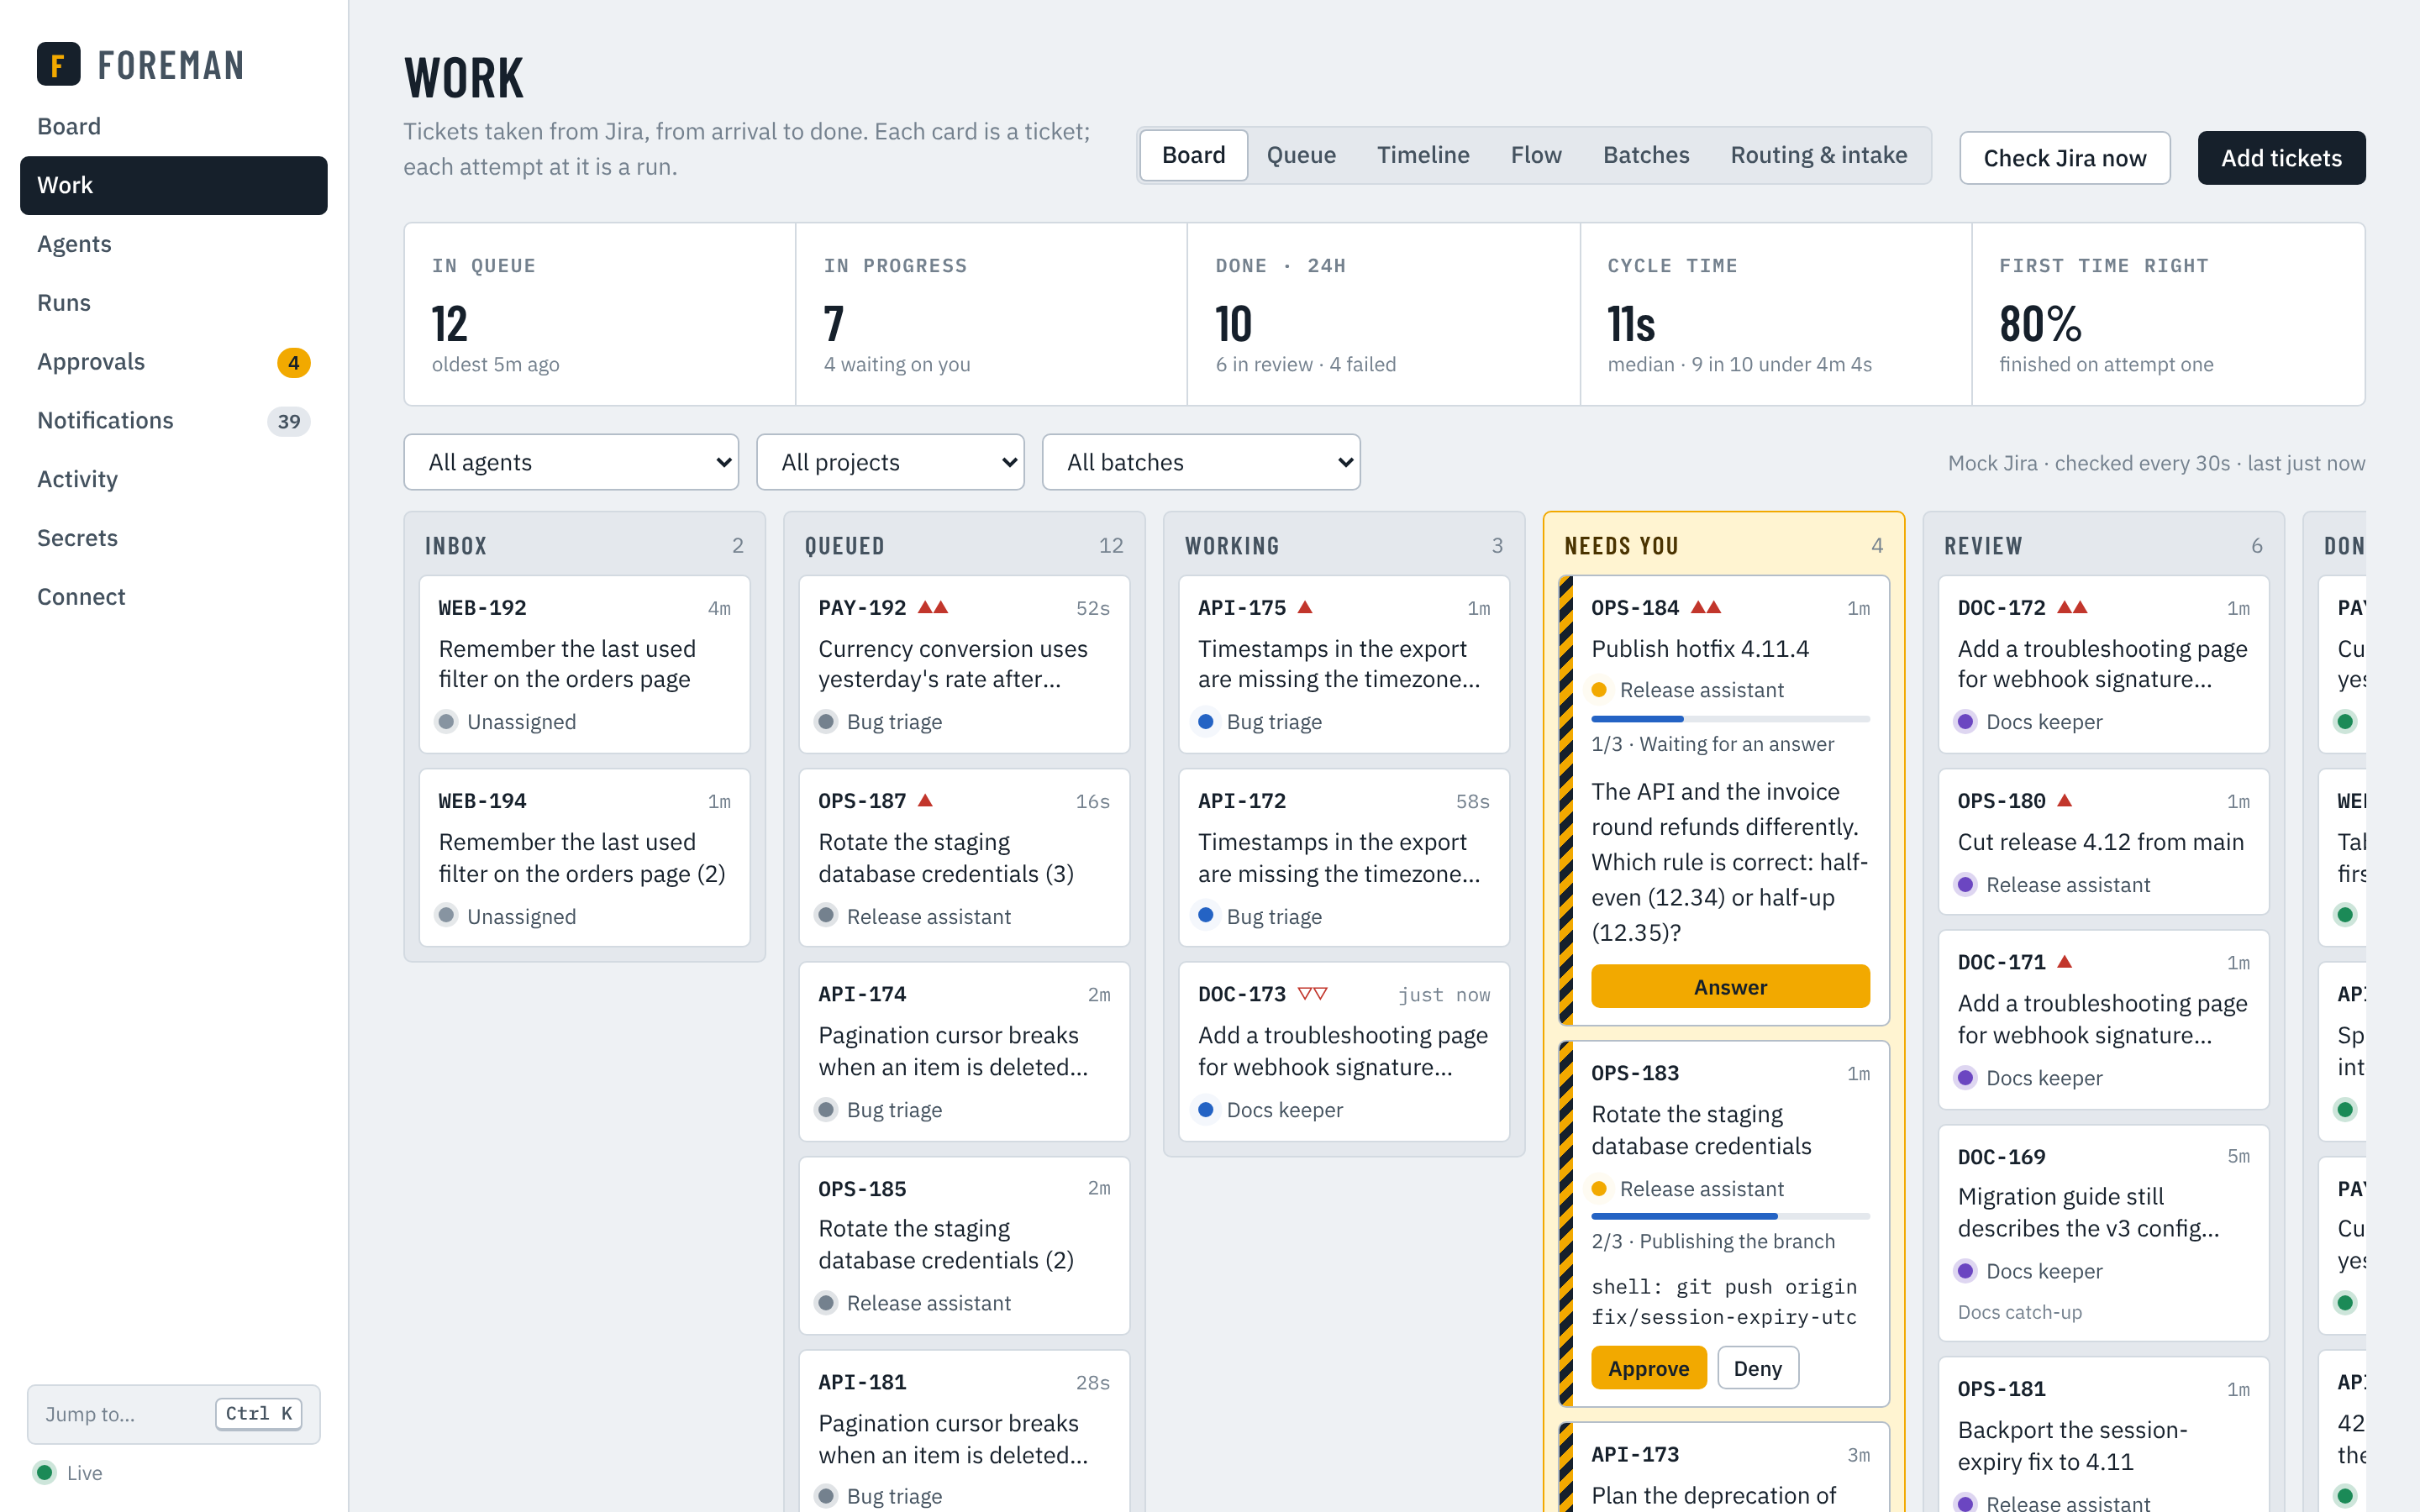 F FOREMAN
Board
Work
Agents
Runs
Approvals 4
Notifications 39
Activity
Secrets
Connect
Jump to... Ctrl K
Live
WORK
Tickets taken from Jira, from arrival to done. Each card is a ticket;
each attempt at it is a run.
Board Queue Timeline Flow Batches Routing & intake
Check Jira now
Add tickets
IN QUEUE
12
oldest 5m ago
IN PROGRESS
7
4 waiting on you
DONE · 24H
10
6 in review · 4 failed
CYCLE TIME
11s
median · 9 in 10 under 4m 4s
FIRST TIME RIGHT
80%
finished on attempt one
All agents
All projects
All batches
Mock Jira · checked every 30s · last just now
INBOX 2
WEB-192 4m
Remember the last used
filter on the orders page
Unassigned
WEB-194 1m
Remember the last used
filter on the orders page (2)
Unassigned
QUEUED 12
PAY-192 52s
Currency conversion uses
yesterday's rate after...
Bug triage
OPS-187 16s
Rotate the staging
database credentials (3)
Release assistant
API-174 2m
Pagination cursor breaks
when an item is deleted...
Bug triage
OPS-185 2m
Rotate the staging
database credentials (2)
Release assistant
API-181 28s
Pagination cursor breaks
when an item is deleted...
Bug triage
WORKING 3
API-175 1m
Timestamps in the export
are missing the timezone...
Bug triage
API-172 58s
Timestamps in the export
are missing the timezone...
Bug triage
DOC-173 just now
Add a troubleshooting page
for webhook signature...
Docs keeper
NEEDS YOU 4
OPS-184 1m
Publish hotfix 4.11.4
Release assistant
1/3 · Waiting for an answer
The API and the invoice
round refunds differently.
Which rule is correct: half-
even (12.34) or half-up
(12.35)?
Answer
OPS-183 1m
Rotate the staging
database credentials
Release assistant
2/3 · Publishing the branch
shell: git push origin
fix/session-expiry-utc
Approve Deny
API-173 3m
Plan the deprecation of
REVIEW 6
DOC-172 1m
Add a troubleshooting page
for webhook signature...
Docs keeper
OPS-180 1m
Cut release 4.12 from main
Release assistant
DOC-171 1m
Add a troubleshooting page
for webhook signature...
Docs keeper
DOC-169 5m
Migration guide still
describes the v3 config...
Docs keeper
Docs catch-up
OPS-181 1m
Backport the session-
expiry fix to 4.11
Release assistant